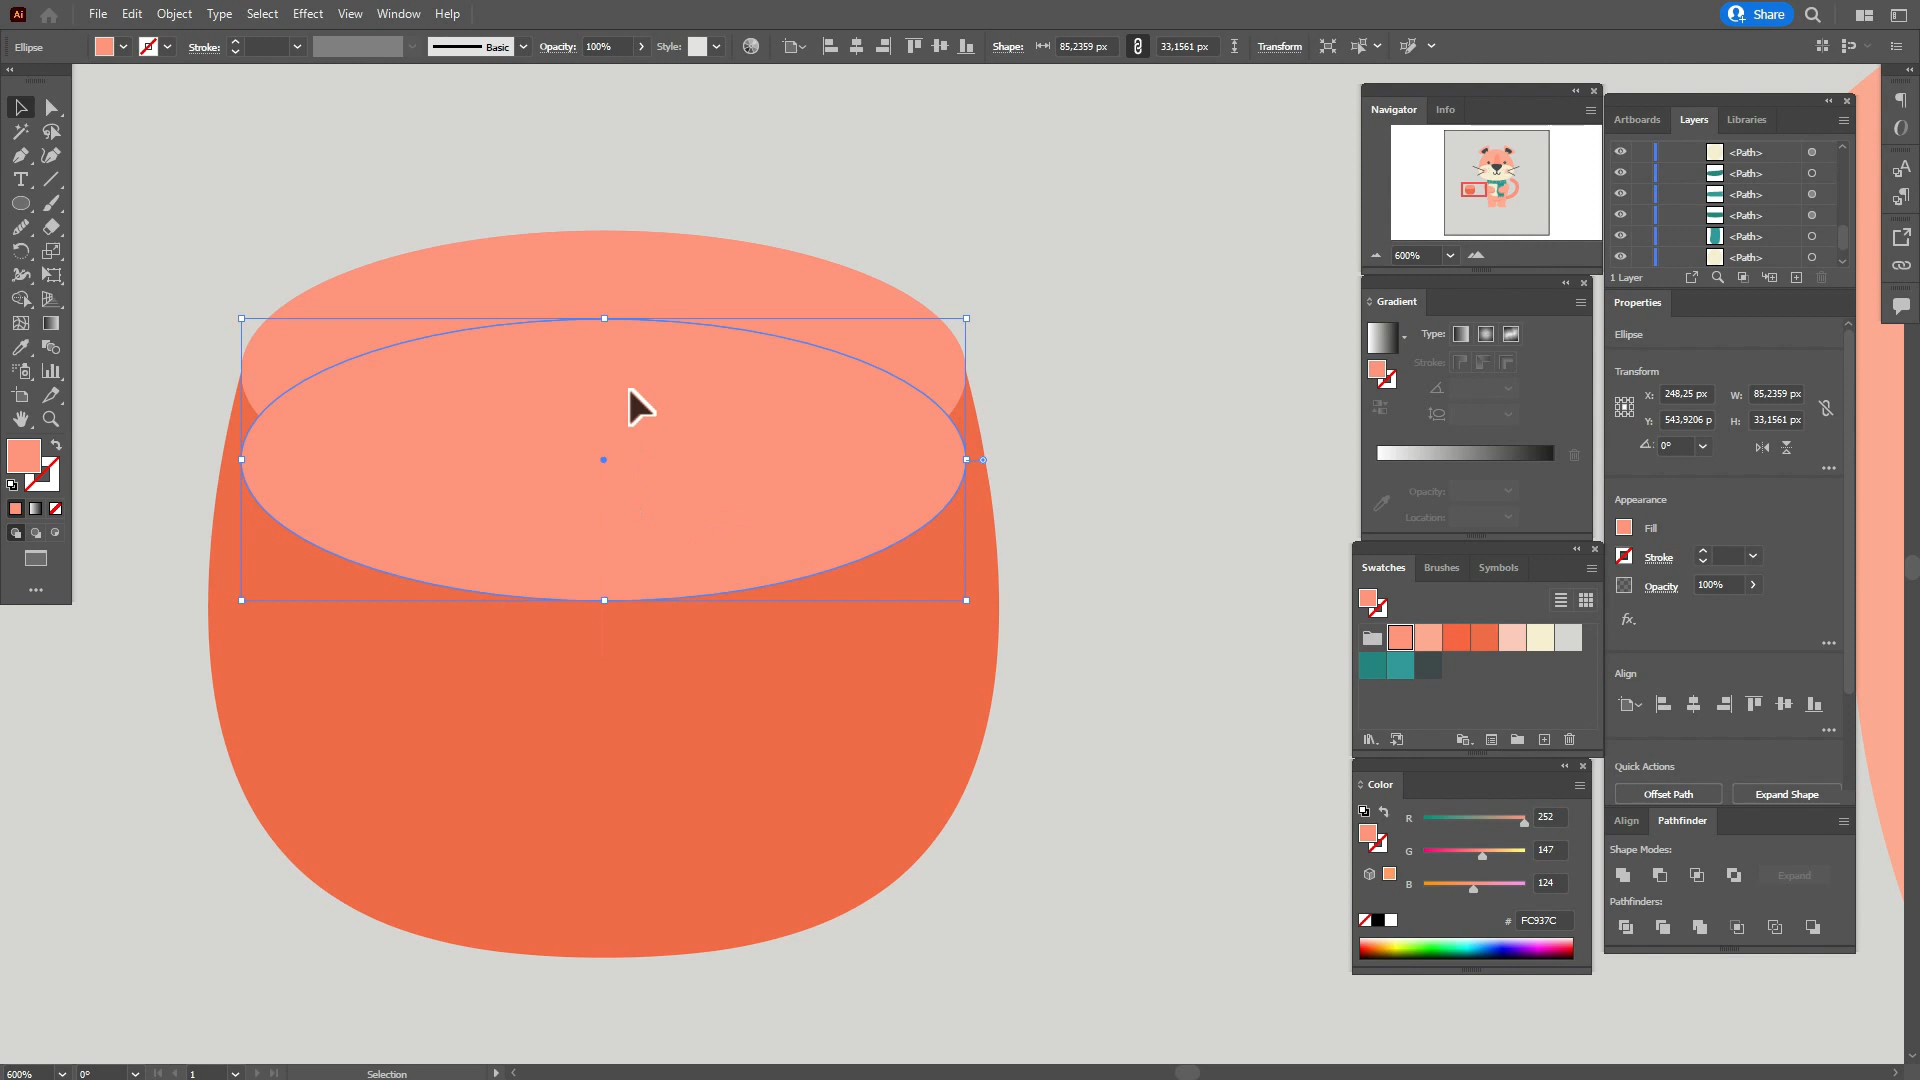 Ai File Edit Object Type Select Effect View Window Help Share
Ellipse Stroke: Basic Opacity: 100% Style: Shape: 85,2359 px 33,1561 px Transform
Navigator Info
600%
Gradient
Type:
Stroke:
Opacity:
Location:
Swatches Brushes Symbols
Color
R 252
G 147
B 124
# FC937C
Artboards Layers Libraries
<Path>
<Path>
<Path>
<Path>
<Path>
<Path>
1 Layer
Properties
Ellipse
Transform
X: 248,25 px W: 85,2359 px
Y: 543,9206 p H: 33,1561 px
0°
Appearance
Fill
Stroke
Opacity 100%
fx.
Align
Quick Actions
Offset Path Expand Shape
Align Pathfinder
Shape Modes:
Expand
Pathfinders:
600% 0° 1 Selection